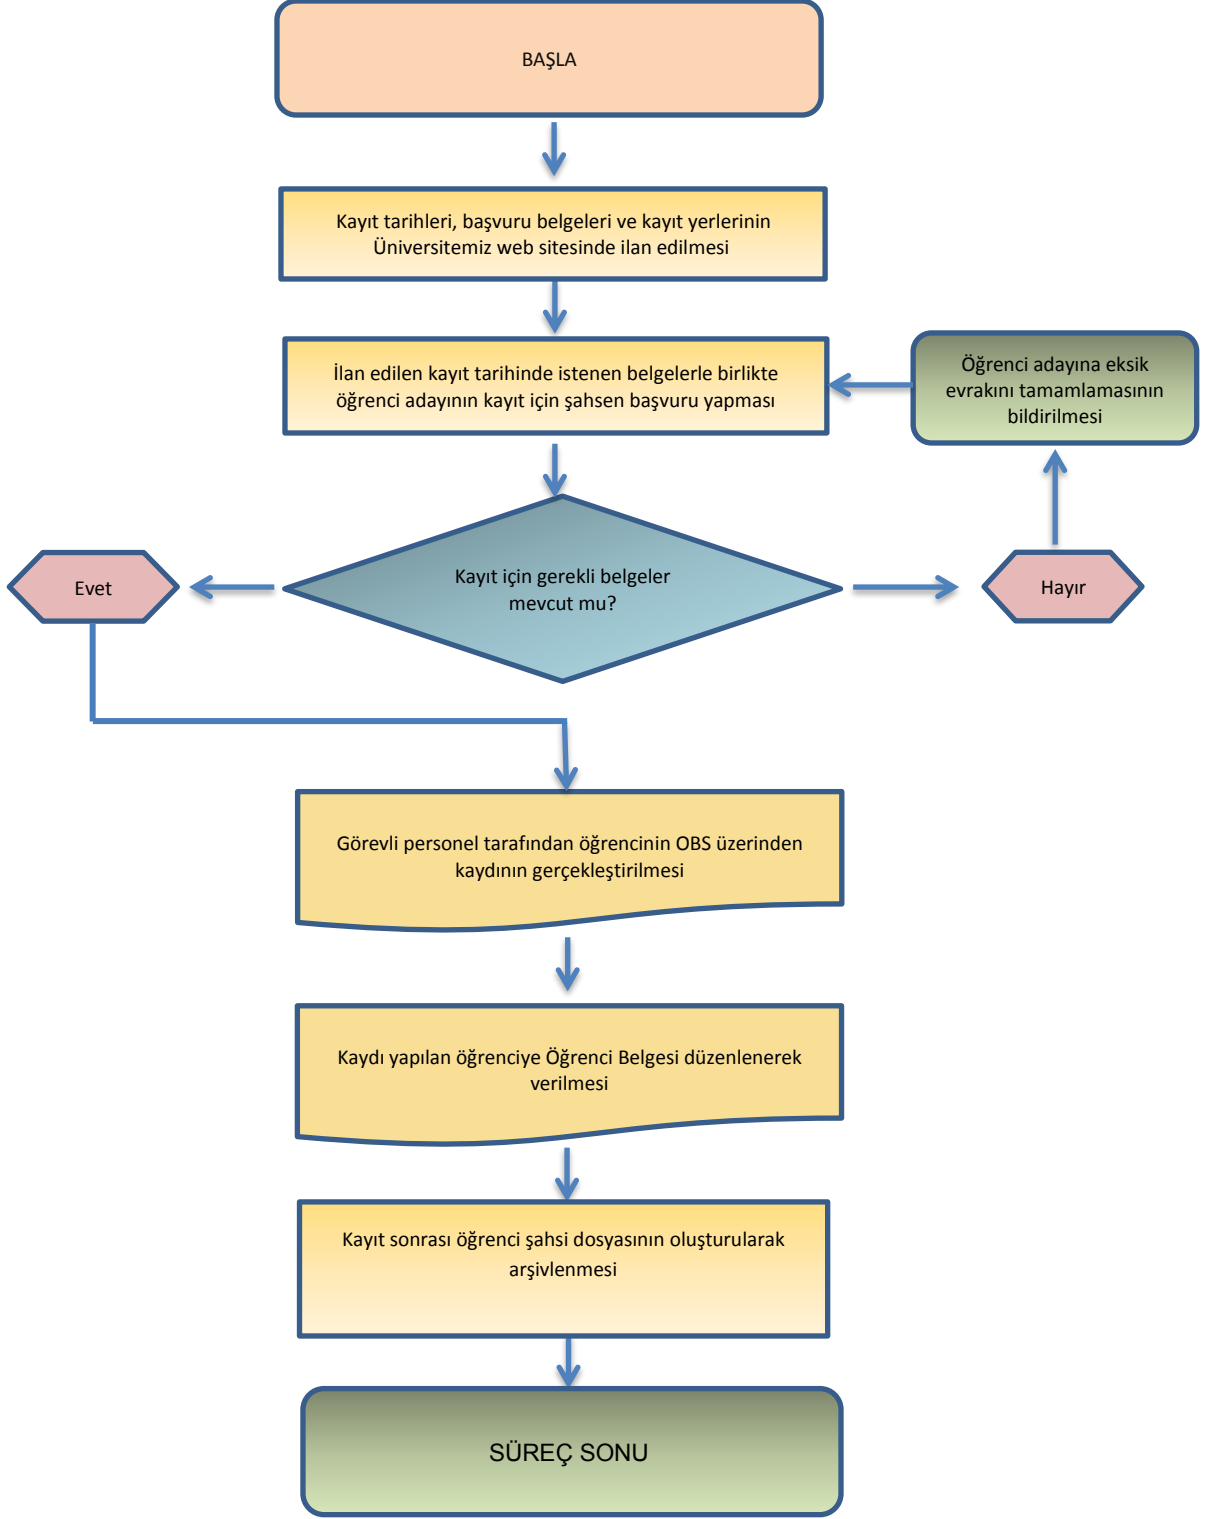 BAŞLA
Kayıt tarihleri, başvuru belgeleri ve kayıt yerlerinin
Üniversitemiz web sitesinde ilan edilmesi
İlan edilen kayıt tarihinde istenen belgelerle birlikte
öğrenci adayının kayıt için şahsen başvuru yapması
Öğrenci adayına eksik
evrakını tamamlamasının
bildirilmesi
Evet
Kayıt için gerekli belgeler
mevcut mu?
Hayır
Görevli personel tarafından öğrencinin OBS üzerinden
kaydının gerçekleştirilmesi
Kaydı yapılan öğrenciye Öğrenci Belgesi düzenlenerek
verilmesi
Kayıt sonrası öğrenci şahsi dosyasının oluşturularak
arşivlenmesi
SÜREÇ SONU